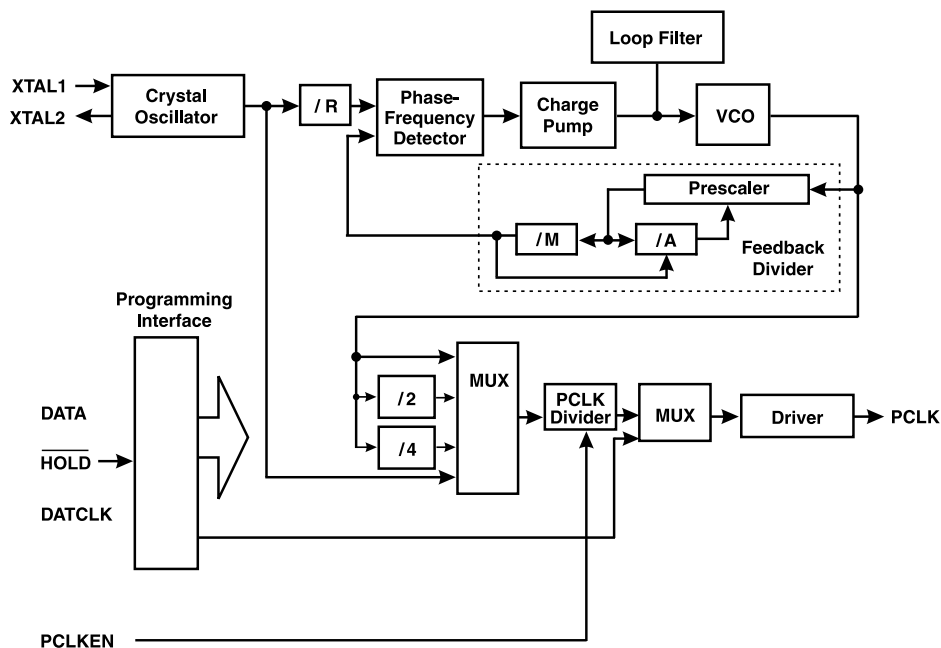 Loop Filter
XTAL1
XTAL2
Crystal
Oscillator
/ R
Phase-
Frequency
Detector
Charge
Pump
VCO
Prescaler
/ M
/ A
Feedback
Divider
Programming
Interface
DATA
HOLD
DATCLK
MUX
/2
/4
PCLK
Divider
MUX
Driver
PCLK
PCLKEN